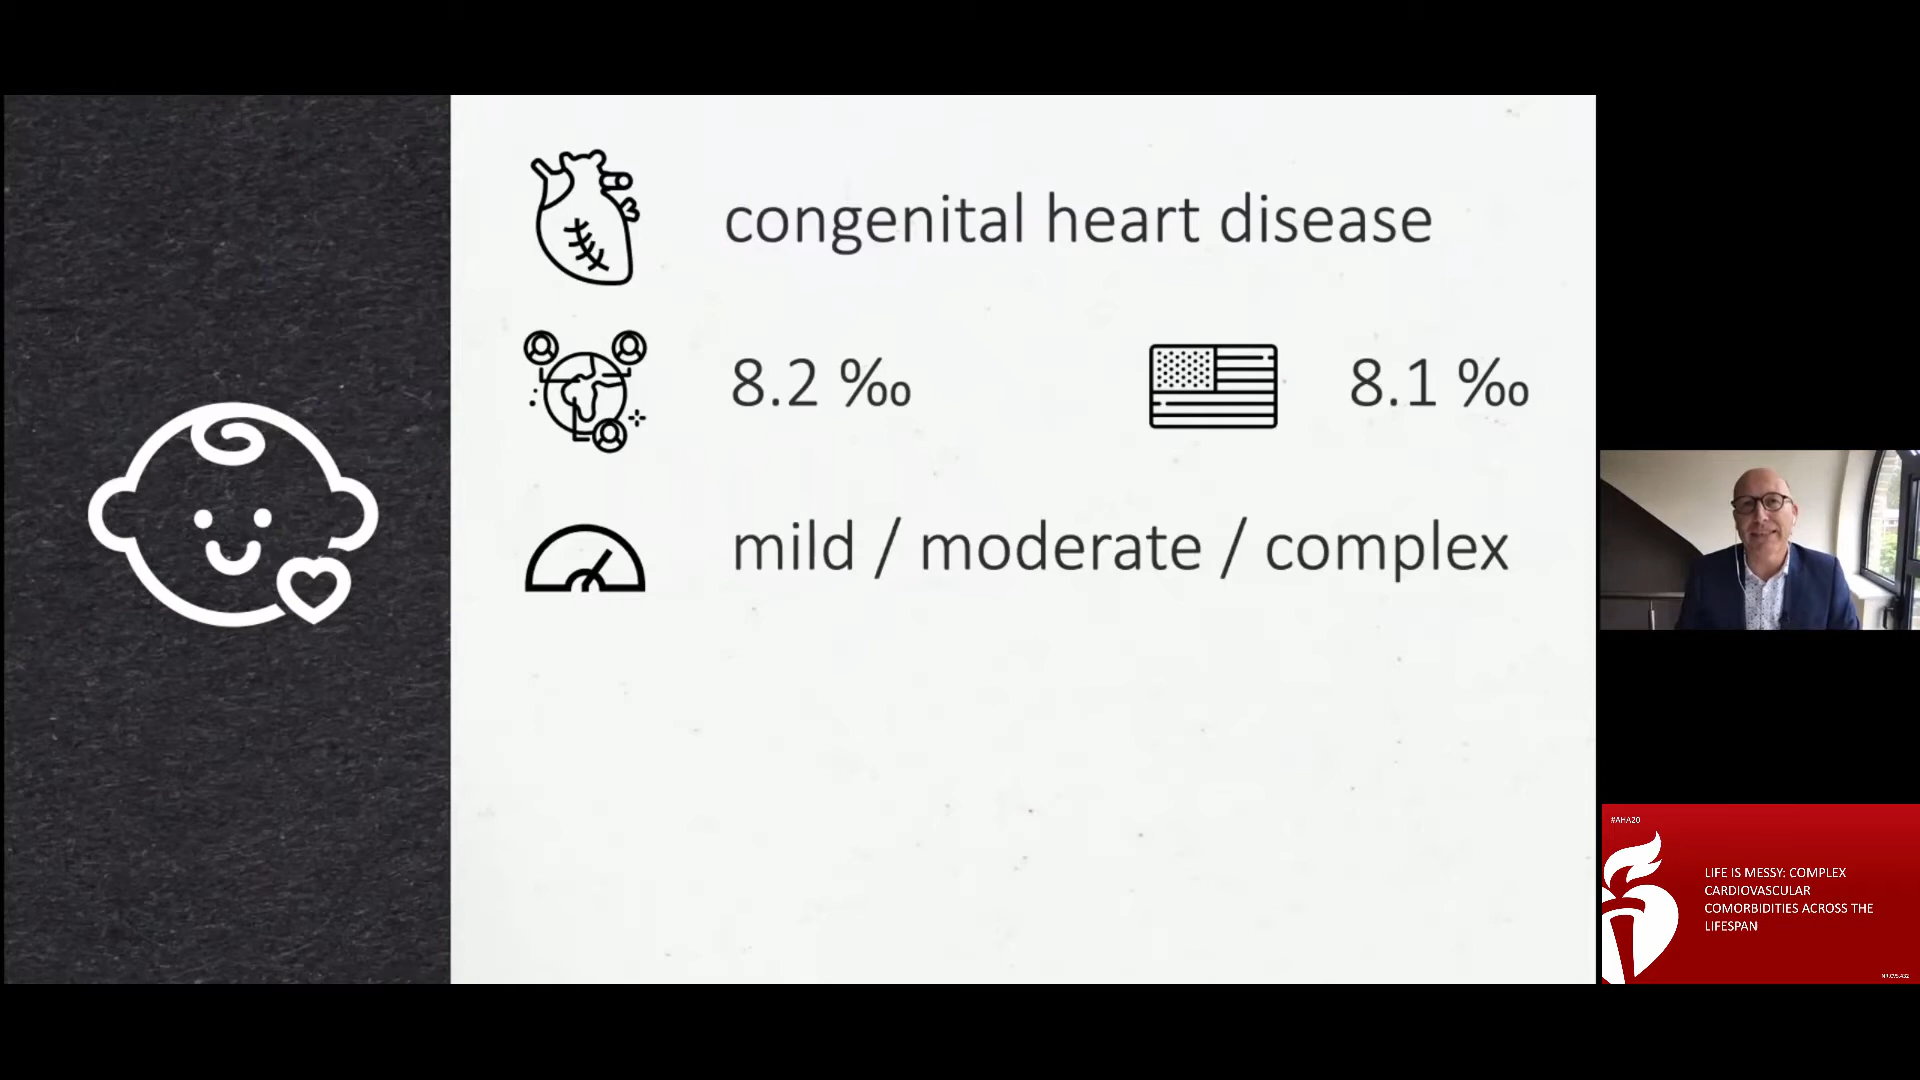 congenital heart disease
8.2 ‰
8.1 ‰
mild / moderate / complex
#AHA20
LIFE IS MESSY: COMPLEX
CARDIOVASCULAR
COMORBIDITIES ACROSS THE
LIFESPAN